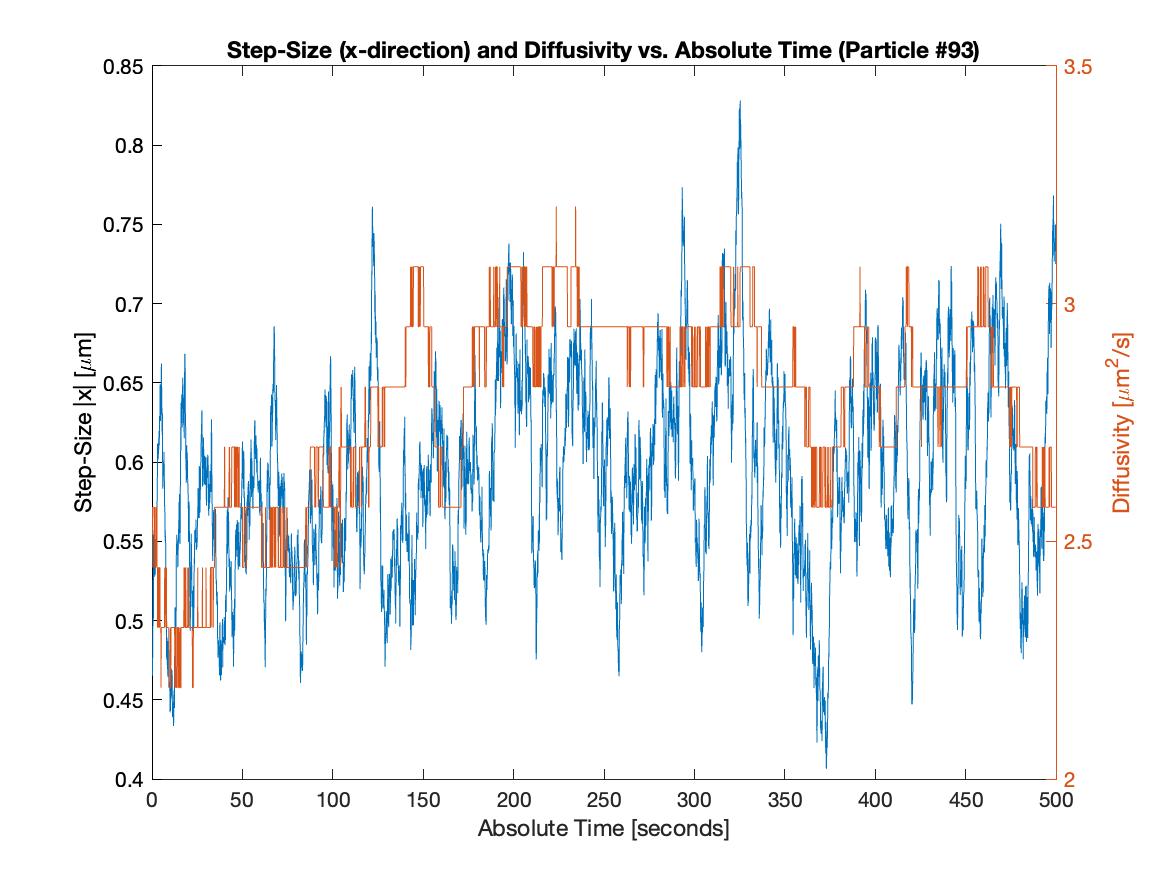 Step-Size (x-direction) and Diffusivity vs. Absolute Time (Particle #93)
0.85
0.8
0.75
0.7
0.65
0.6
0.55
0.5
0.45
0.4
Step-Size |x| [μm]
3.5
3
2.5
2
Diffusivity [μm²/s]
0 50 100 150 200 250 300 350 400 450 500
Absolute Time [seconds]